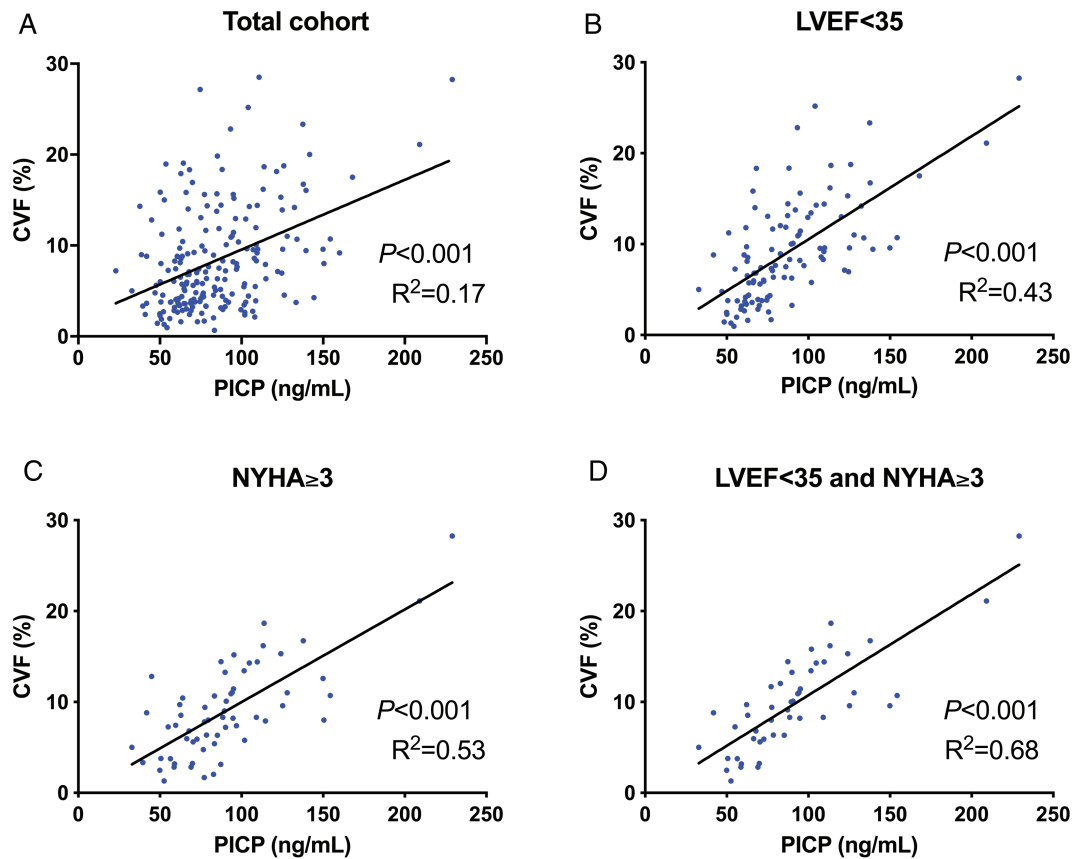 A
Total cohort
30
20
10
0
CVF (%)
P<0.001
R²=0.17
0 50 100 150 200 250
PICP (ng/mL)
B
LVEF<35
30
20
10
0
CVF (%)
P<0.001
R²=0.43
0 50 100 150 200 250
PICP (ng/mL)
C
NYHA≥3
30
20
10
0
CVF (%)
P<0.001
R²=0.53
0 50 100 150 200 250
PICP (ng/mL)
D
LVEF<35 and NYHA≥3
30
20
10
0
CVF (%)
P<0.001
R²=0.68
0 50 100 150 200 250
PICP (ng/mL)